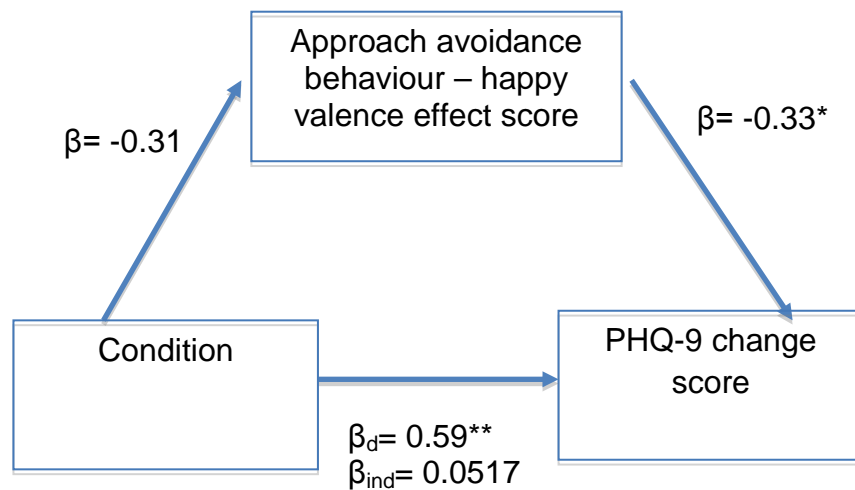 Approach avoidance
behaviour – happy
valence effect score
β= -0.31
β= -0.33*
Condition
PHQ-9 change
score
βd= 0.59**
βind= 0.0517